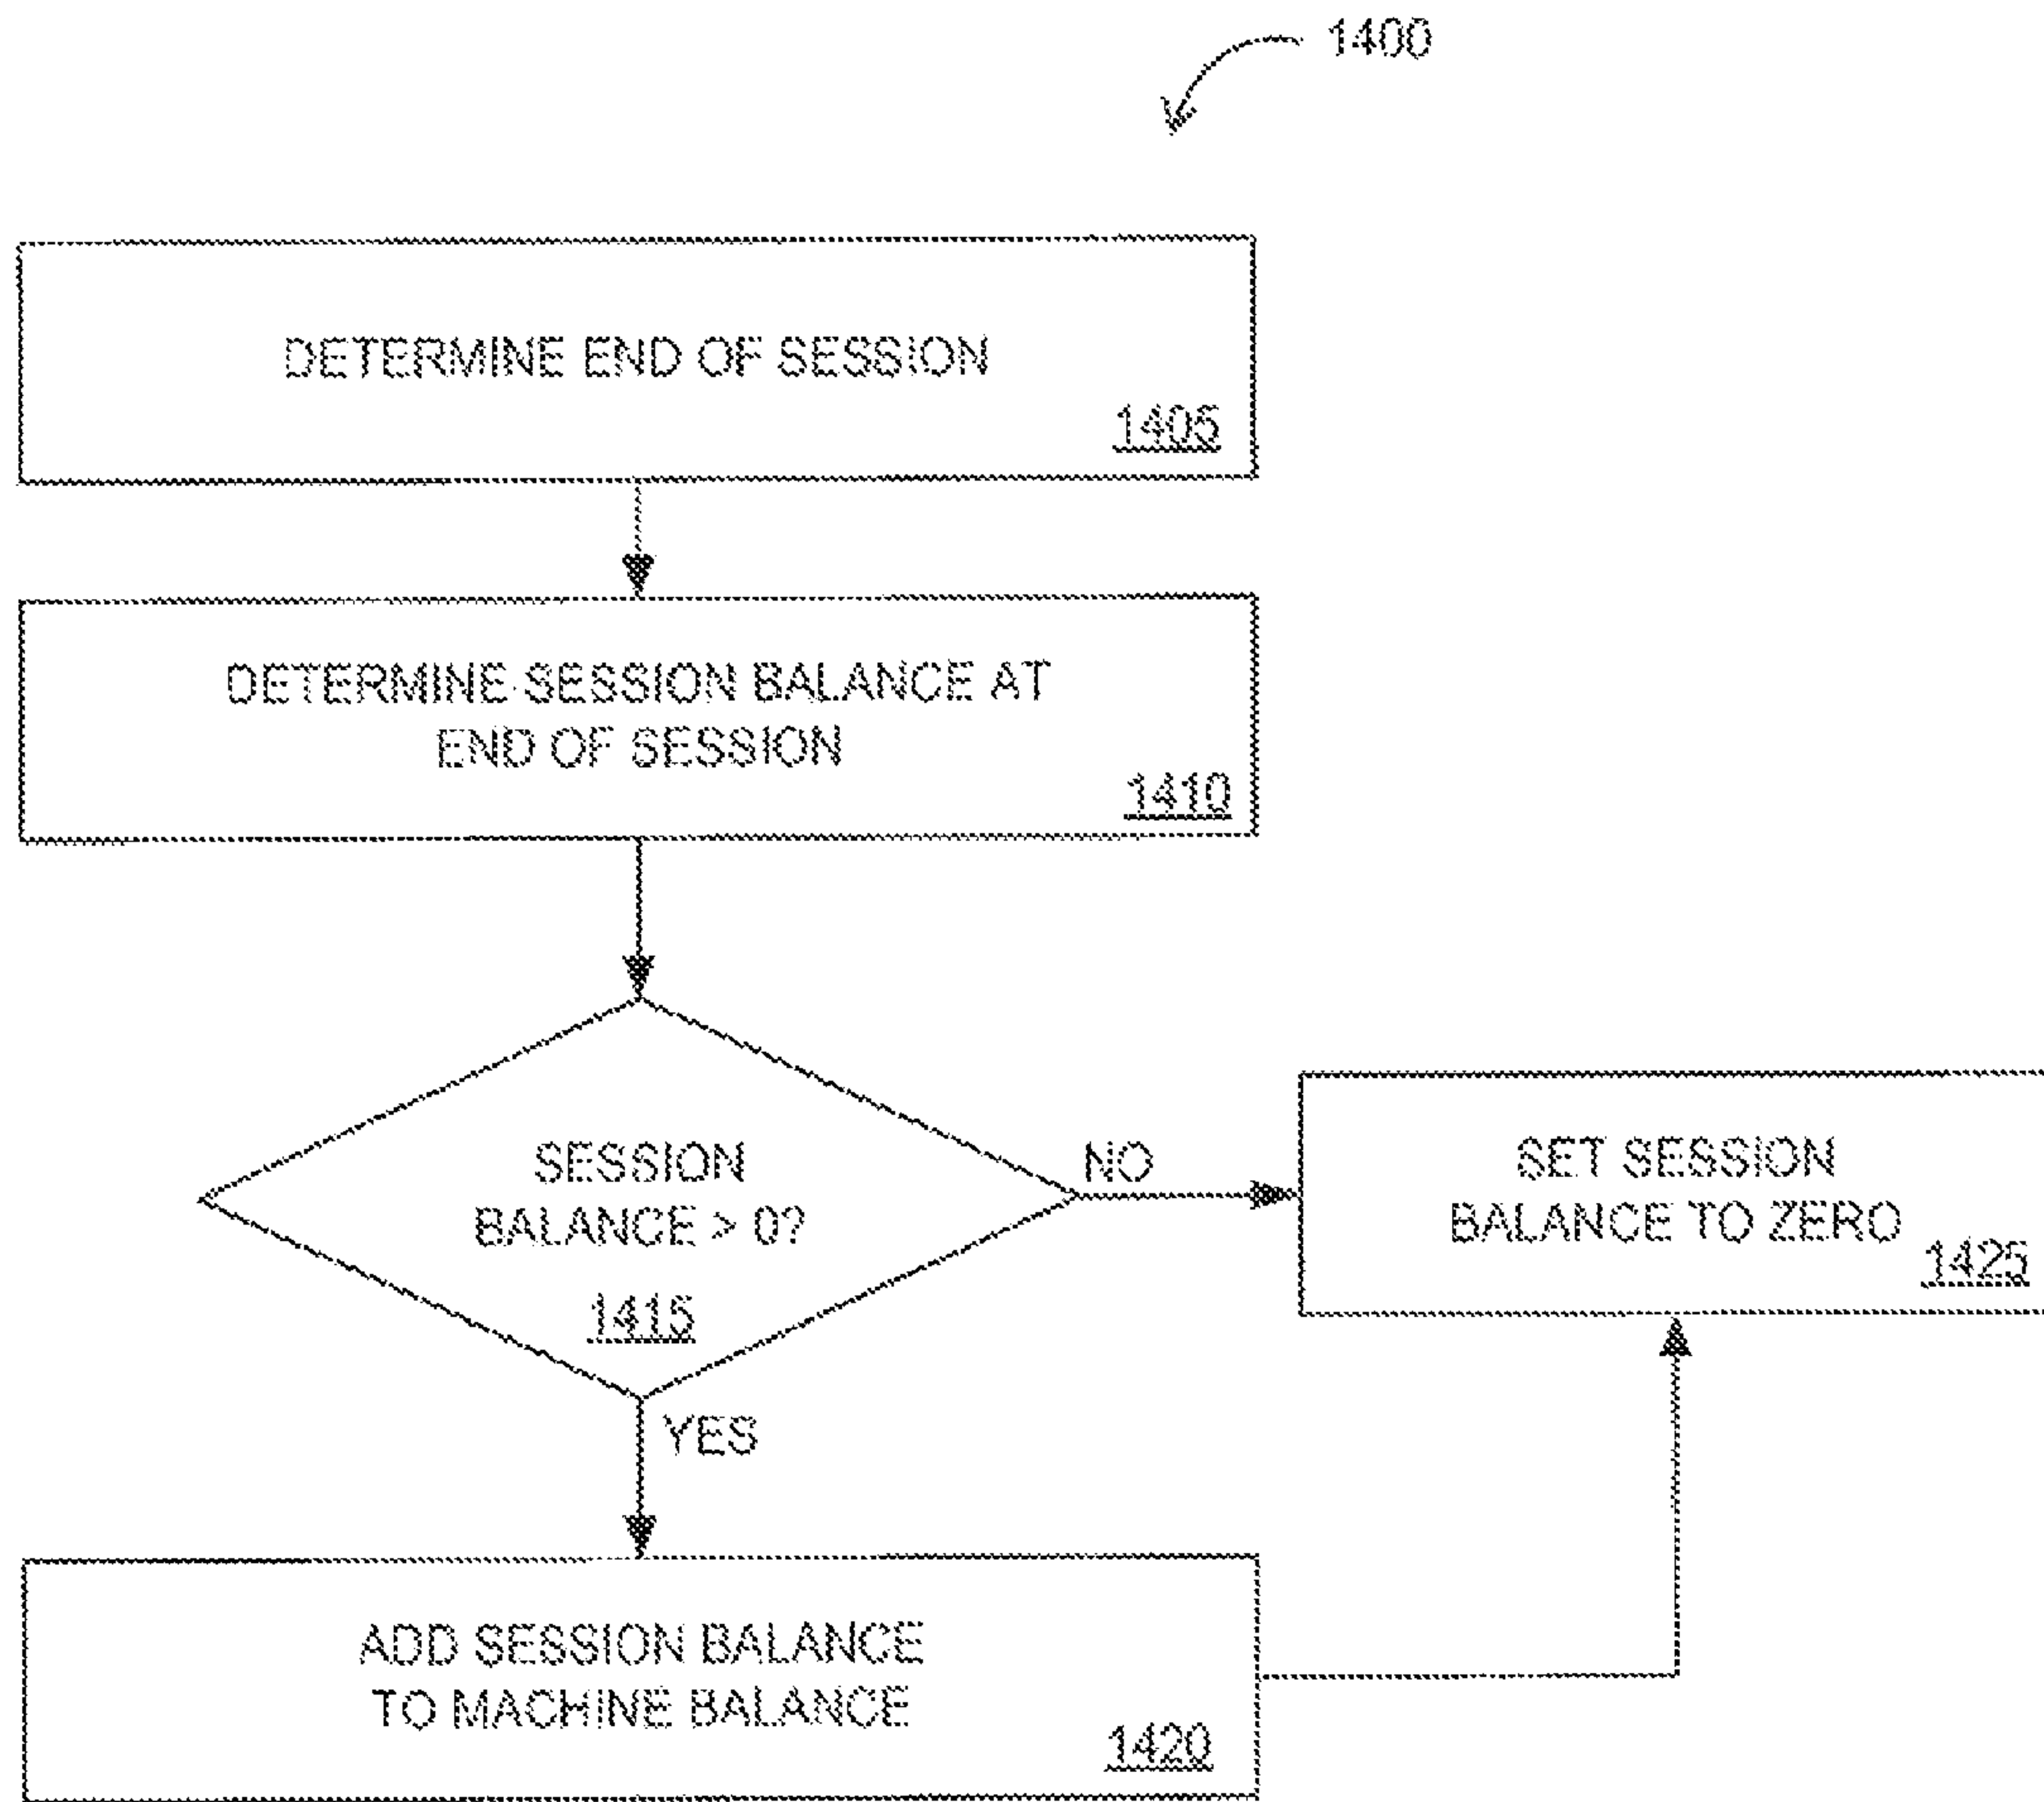 1400
DETERMINE END OF SESSION
1405
DETERMINE SESSION BALANCE AT
END OF SESSION
1410
SESSION
BALANCE > 0?
1415
NO
SET SESSION
BALANCE TO ZERO
1425
YES
ADD SESSION BALANCE
TO MACHINE BALANCE
1420